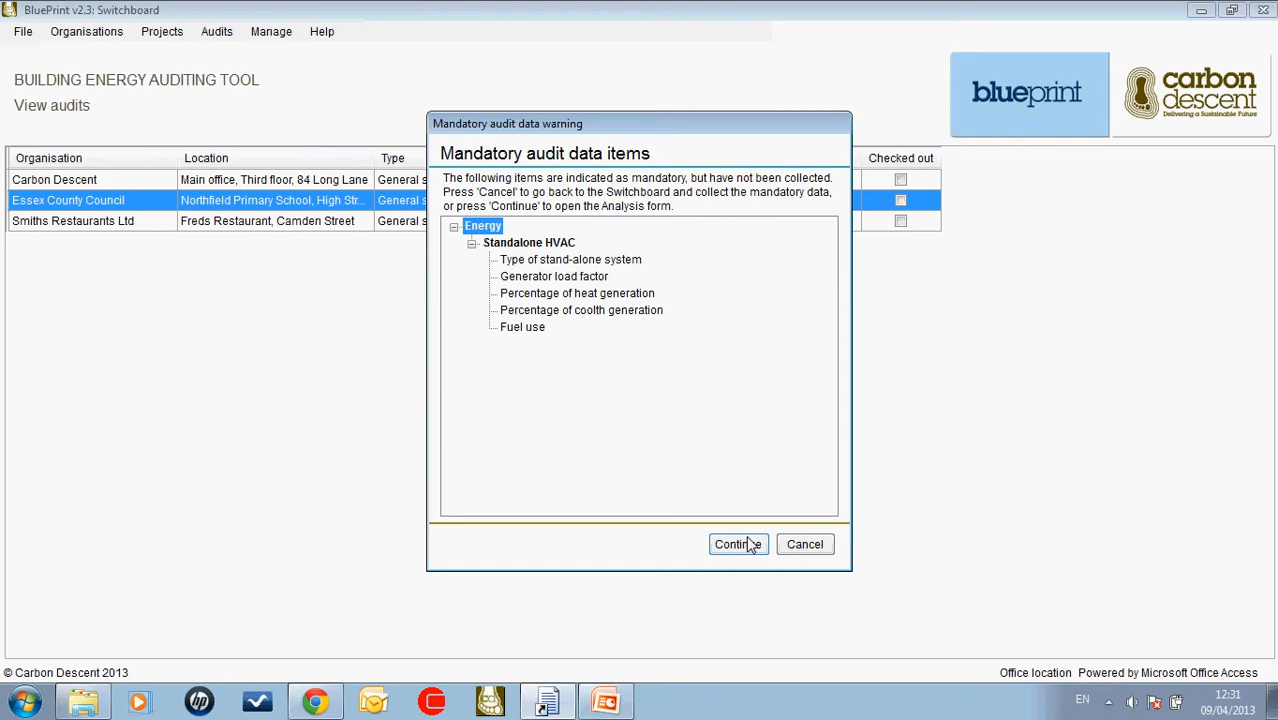 BluePrint v2.3: Switchboard
File Organisations Projects Audits Manage Help
BUILDING ENERGY AUDITING TOOL
View audits
blueprint
carbon
descent
Delivering a Sustainable Future
Organisation Location Type Checked out
Carbon Descent Main office, Third floor, 84 Long Lane General s
Essex County Council Northfield Primary School, High Str... General s
Smiths Restaurants Ltd Freds Restaurant, Camden Street General s
Mandatory audit data warning
Mandatory audit data items
The following items are indicated as mandatory, but have not been collected.
Press 'Cancel' to go back to the Switchboard and collect the mandatory data,
or press 'Continue' to open the Analysis form.
Energy
Standalone HVAC
Type of stand-alone system
Generator load factor
Percentage of heat generation
Percentage of coolth generation
Fuel use
Continue Cancel
© Carbon Descent 2013 Office location Powered by Microsoft Office Access
EN 12:31
09/04/2013